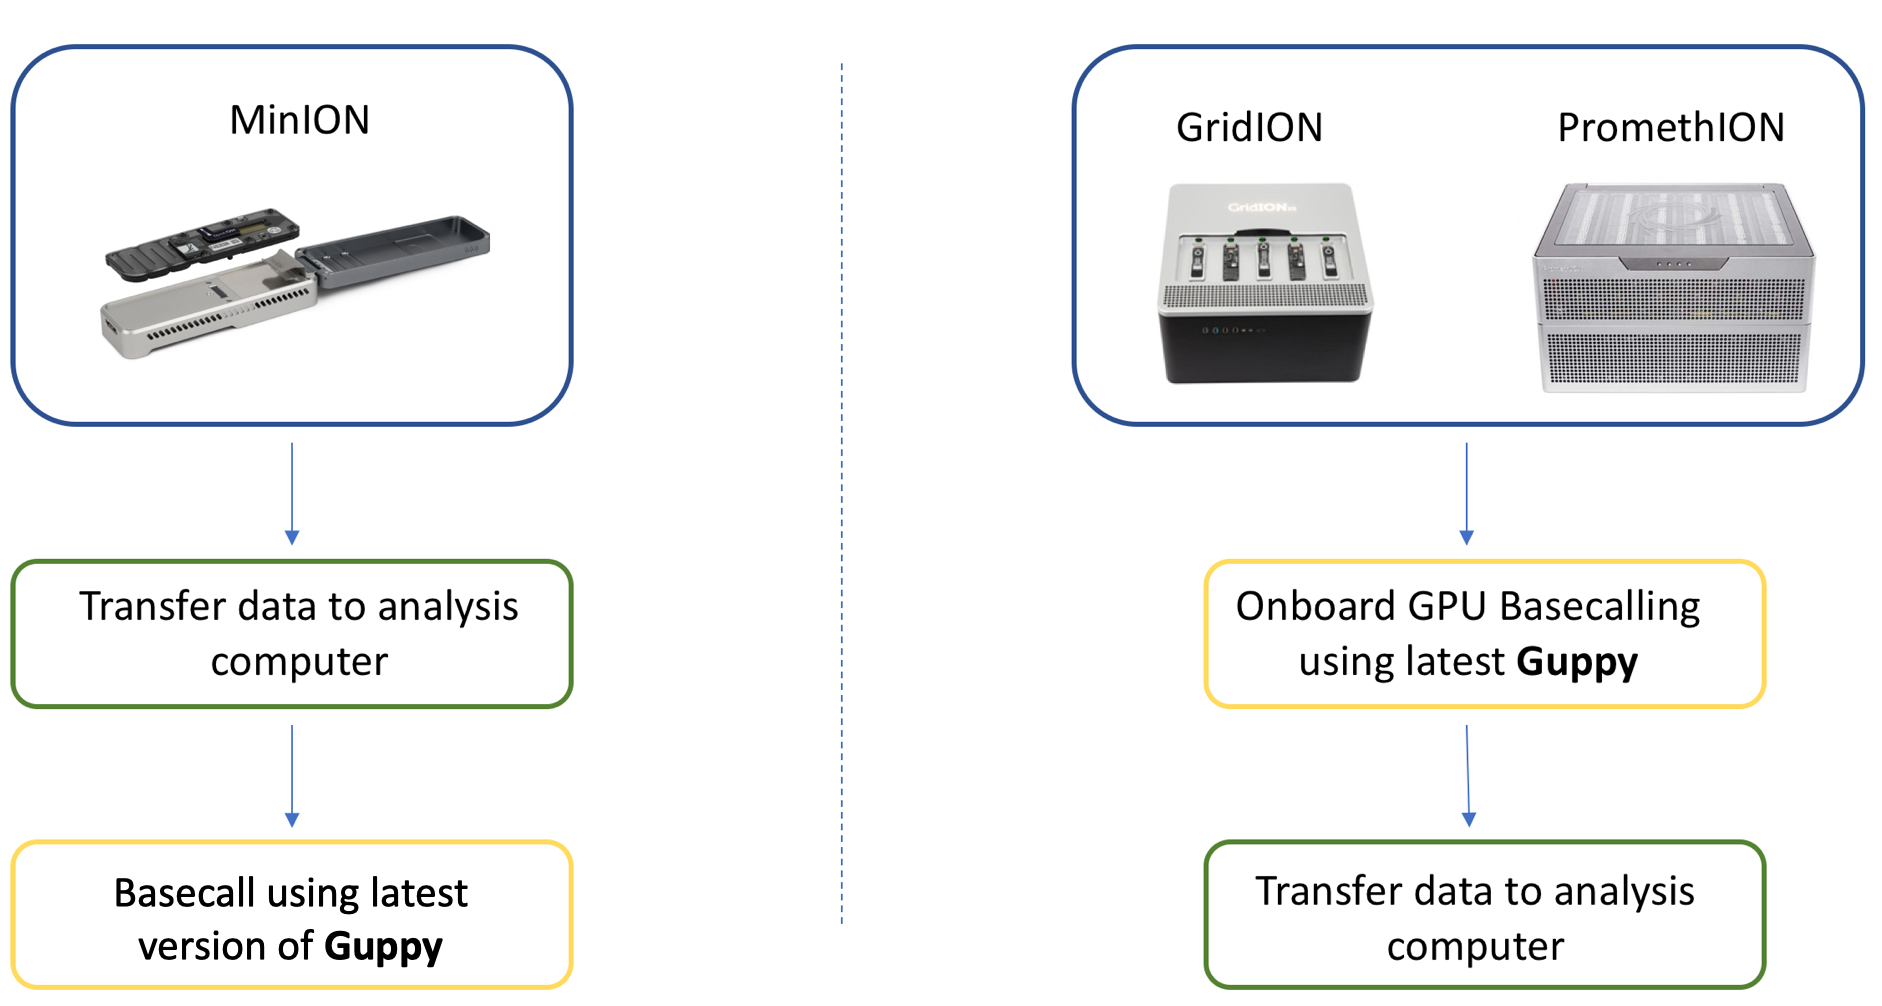 MinION
Transfer data to analysis
computer
Basecall using latest
version of Guppy
GridION
PromethION
GridION
Onboard GPU Basecalling
using latest Guppy
Transfer data to analysis
computer